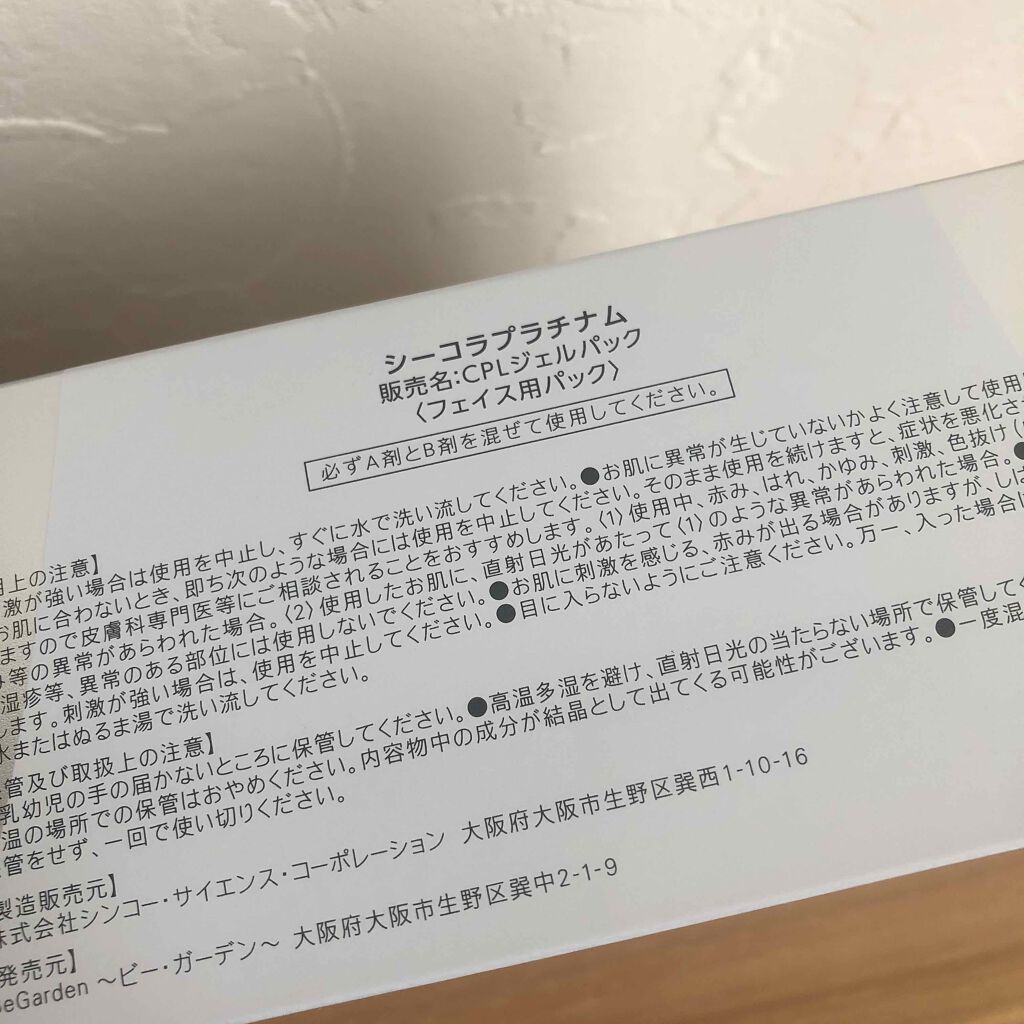 シーコラプラチナム
販売名:CPLジェルパック
〈フェイス用パック〉
必ずA剤とB剤を混ぜて使用してください。
用上の注意】
激が強い場合は使用を中止し、すぐに水で洗い流してください。●お肌に異常が生じていないかよく注意して使用
お肌に合わないとき、即ち次のような場合には使用を中止してください。そのまま使用を続けますと、症状を悪化さ
ますので皮膚科専門医等にご相談されることをおすすめします。〈1〉使用中、赤み、はれ、かゆみ、刺激、色抜け(
み等の異常があらわれた場合。〈2〉使用したお肌に、直射日光があたって〈1〉のような異常があらわれた場合。●
湿疹等、異常のある部位には使用しないでください。●お肌に刺激を感じる、赤みが出る場合がありますが、しば
します。刺激が強い場合は、使用を中止してください。●目に入らないようにご注意ください。万一、入った場合は
水またはぬるま湯で洗い流してください。
管及び取扱上の注意】
乳幼児の手の届かないところに保管してください。●高温多湿を避け、直射日光の当たらない場所で保管してく
温の場所での保管はおやめください。内容物中の成分が結晶として出てくる可能性がございます。●一度混
管をせず、一回で使い切りください。
製造販売元】
株式会社シンコー・サイエンス・コーポレーション 大阪府大阪市生野区巽西1-10-16
発売元】
BeGarden ～ビー・ガーデン～ 大阪府大阪市生野区巽中2-1-9